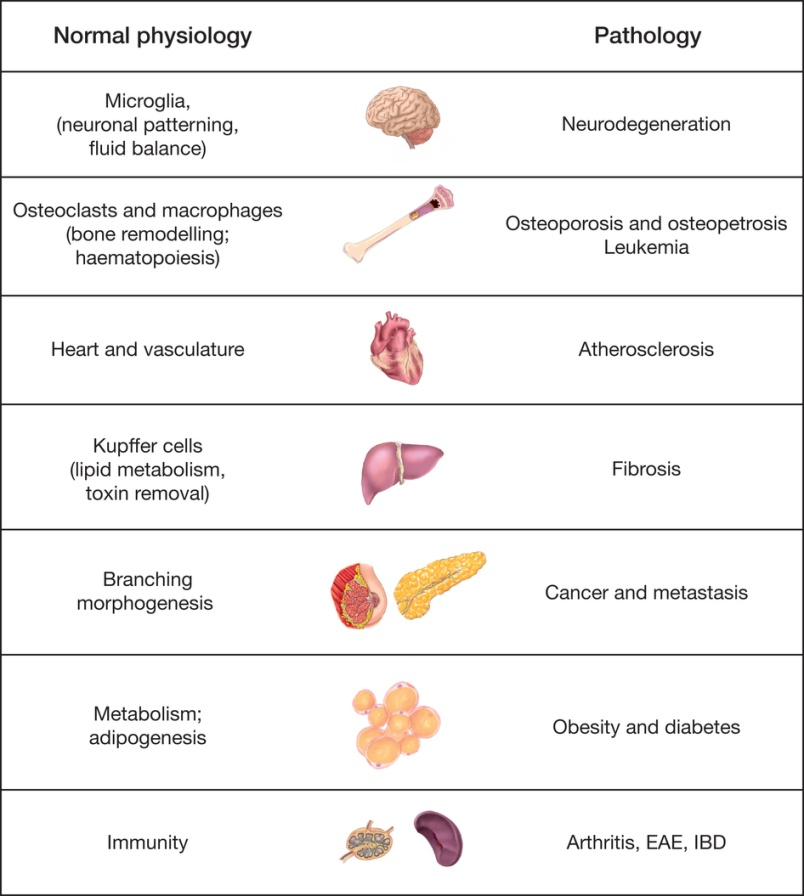 Normal physiology
Pathology
Microglia,
(neuronal patterning,
fluid balance)
Neurodegeneration
Osteoclasts and macrophages
(bone remodelling;
haematopoiesis)
Osteoporosis and osteopetrosis
Leukemia
Heart and vasculature
Atherosclerosis
Kupffer cells
(lipid metabolism,
toxin removal)
Fibrosis
Branching
morphogenesis
Cancer and metastasis
Metabolism;
adipogenesis
Obesity and diabetes
Immunity
Arthritis, EAE, IBD